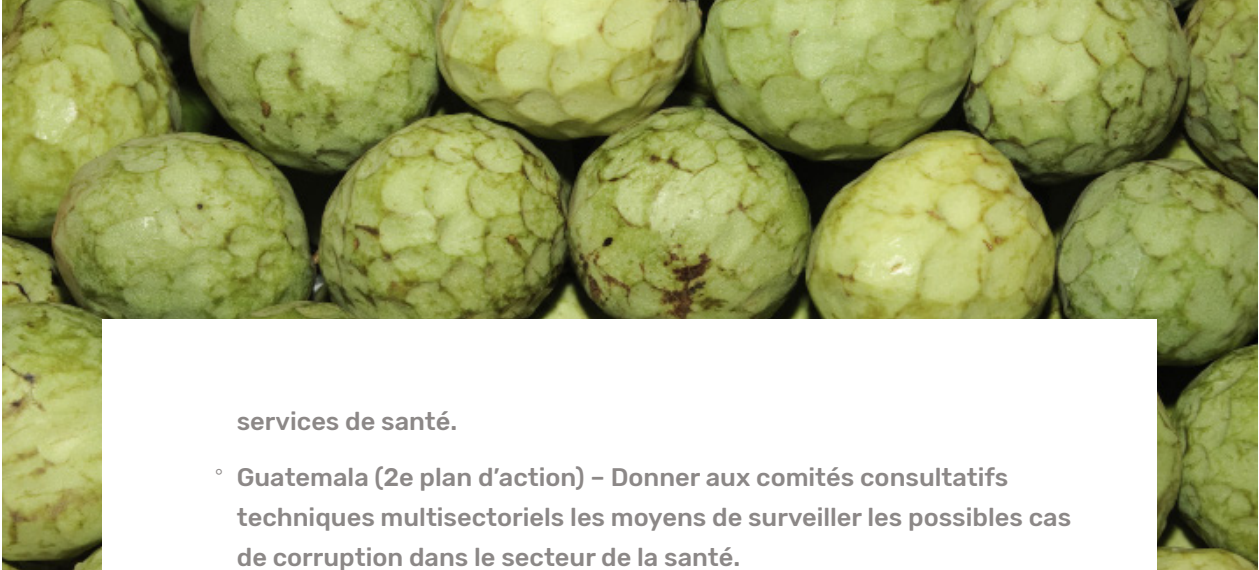 services de santé.
° Guatemala (2e plan d’action) – Donner aux comités consultatifs
techniques multisectoriels les moyens de surveiller les possibles cas
de corruption dans le secteur de la santé.